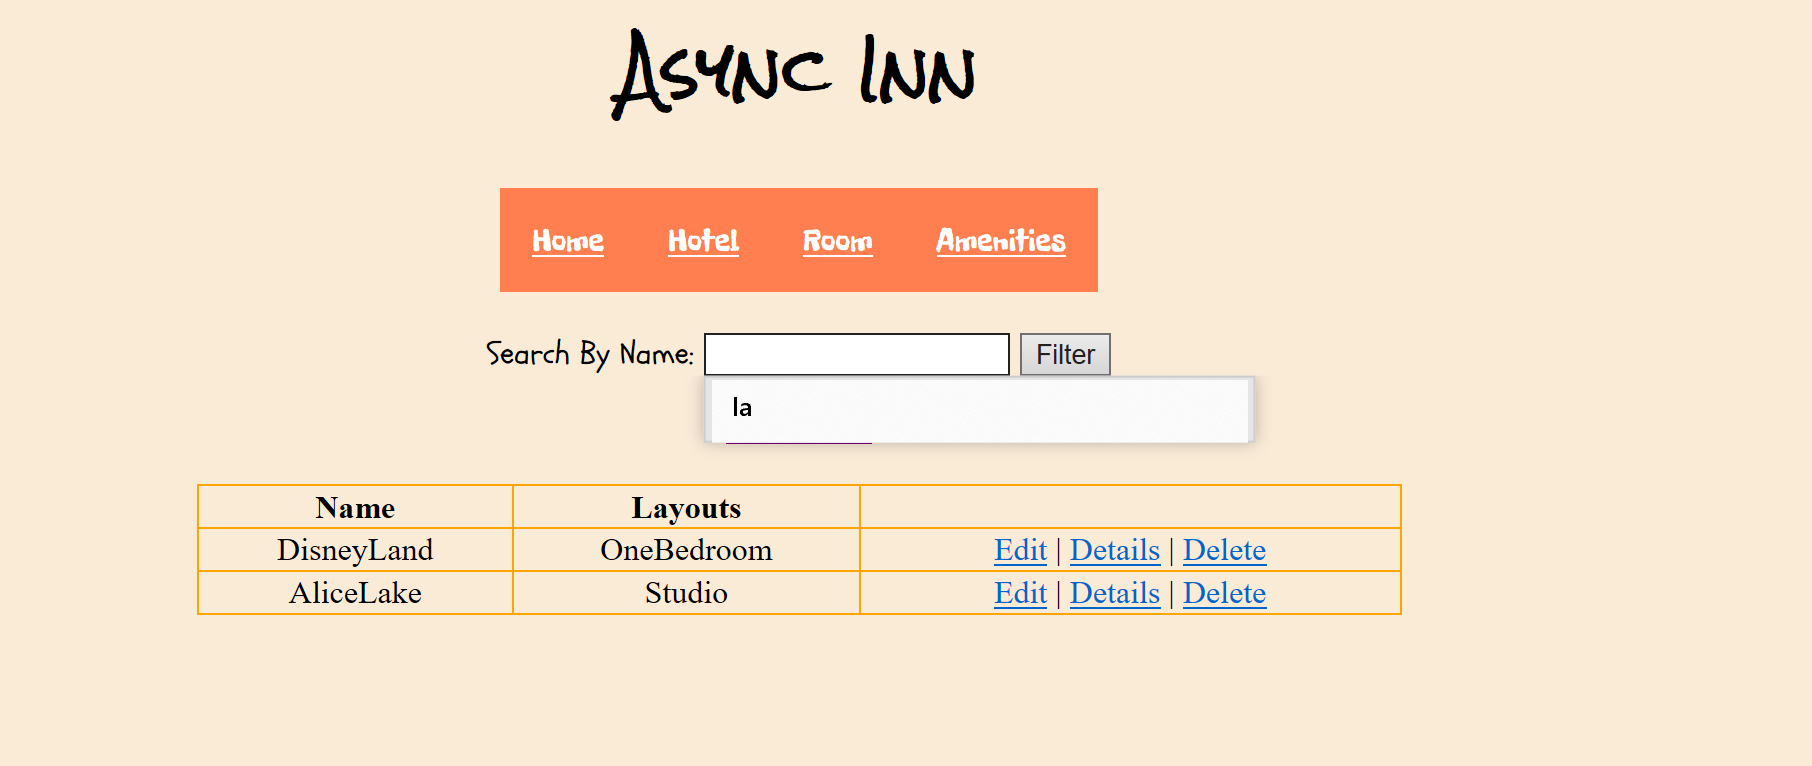 Async Inn
Home Hotel Room Amenities
Search By Name: Filter
la
Name Layouts
DisneyLand OneBedroom Edit | Details | Delete
AliceLake Studio Edit | Details | Delete